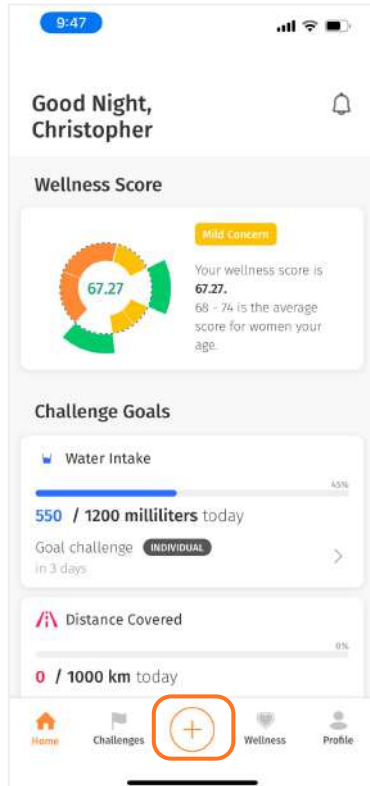 9:47
Good Night,
Christopher
Wellness Score
Mild Concern
67.27
Your wellness score is
67.27.
68 - 74 is the average
score for women your
age.
Challenge Goals
Water Intake
45%
550 / 1200 milliliters today
Goal challenge INDIVIDUAL
in 3 days
Distance Covered
0%
0 / 1000 km today
Home Challenges Wellness Profile